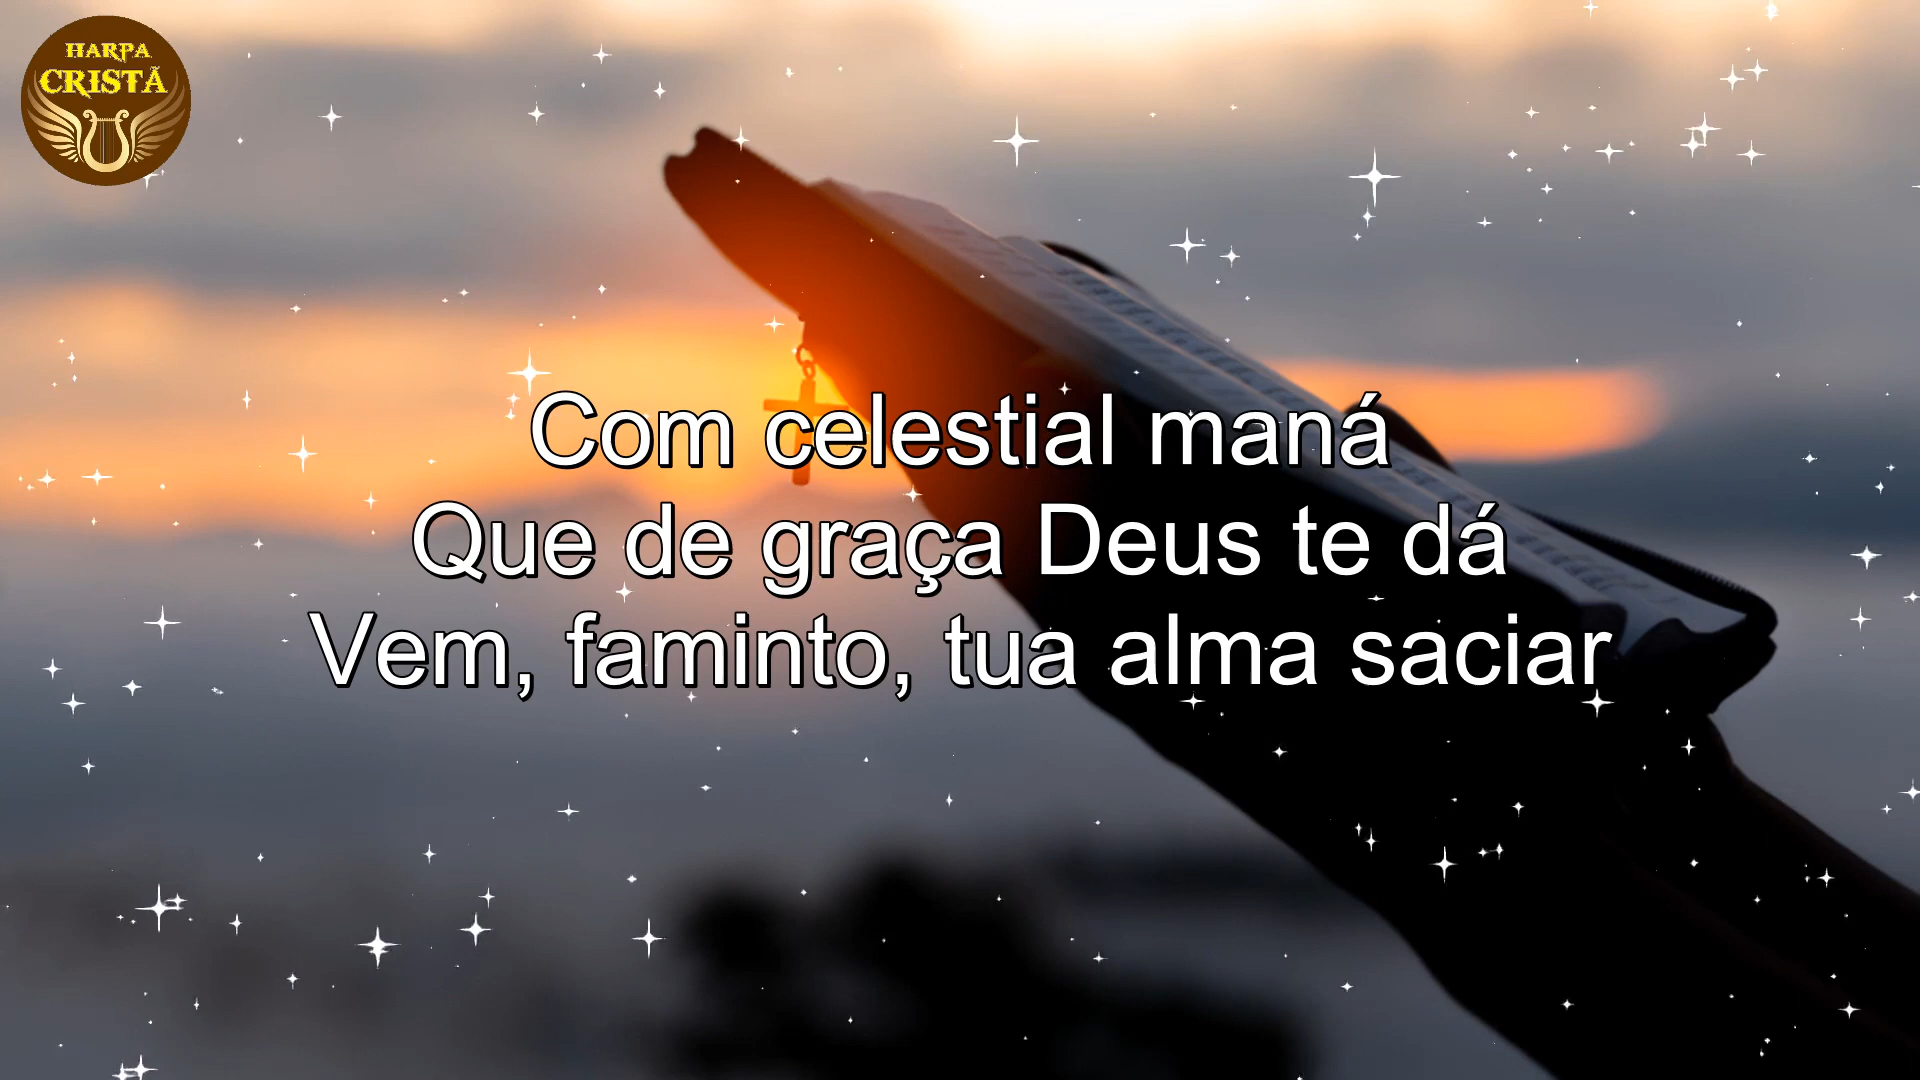 HARPA
CRISTÃ
Com celestial maná
Que de graça Deus te dá
Vem, faminto, tua alma saciar